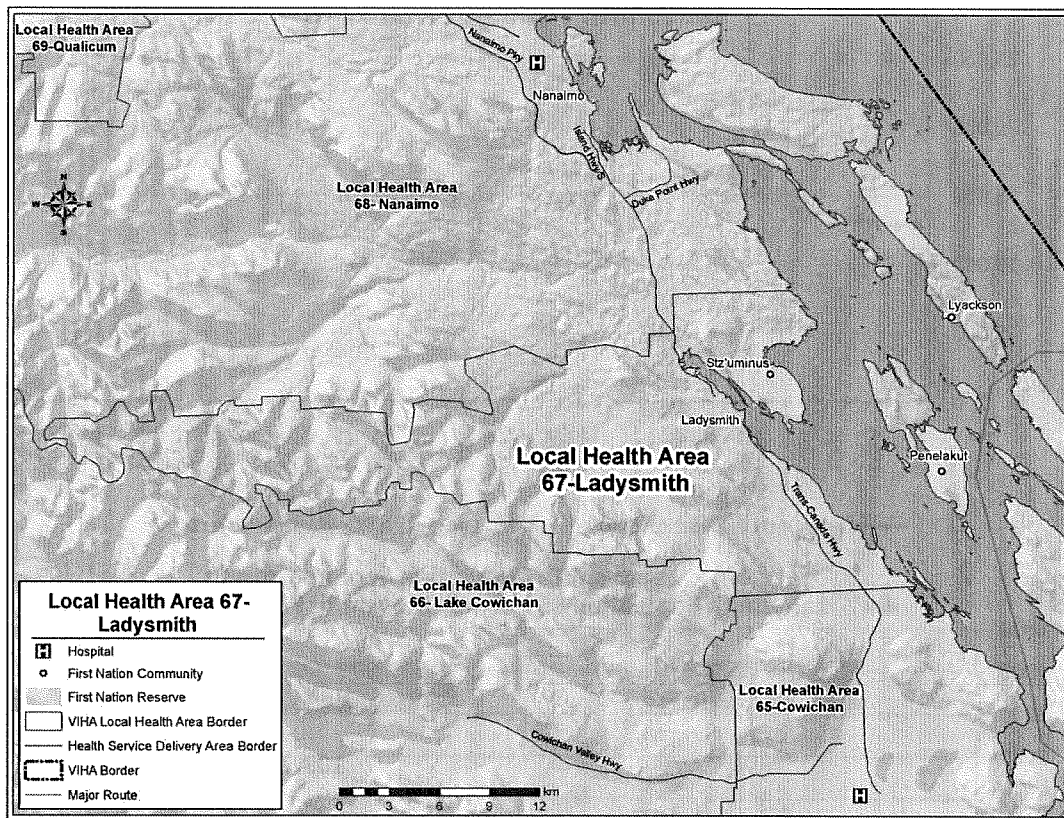 Local Health Area
69-Qualicum
Nanaimo Pky
H
Nanaimo
Island Hwy S
Duke Point Hwy
Local Health Area
68- Nanaimo
N
W E
S
Lyackson
Stz'uminus
Ladysmith
Penelakut
Local Health Area
67-Ladysmith
Trans-Canada Hwy
Local Health Area
66- Lake Cowichan
Local Health Area
65-Cowichan
Cowichan Valley Hwy
H
Local Health Area 67-
Ladysmith
H Hospital
First Nation Community
First Nation Reserve
VIHA Local Health Area Border
Health Service Delivery Area Border
VIHA Border
Major Route
km
0 3 6 9 12